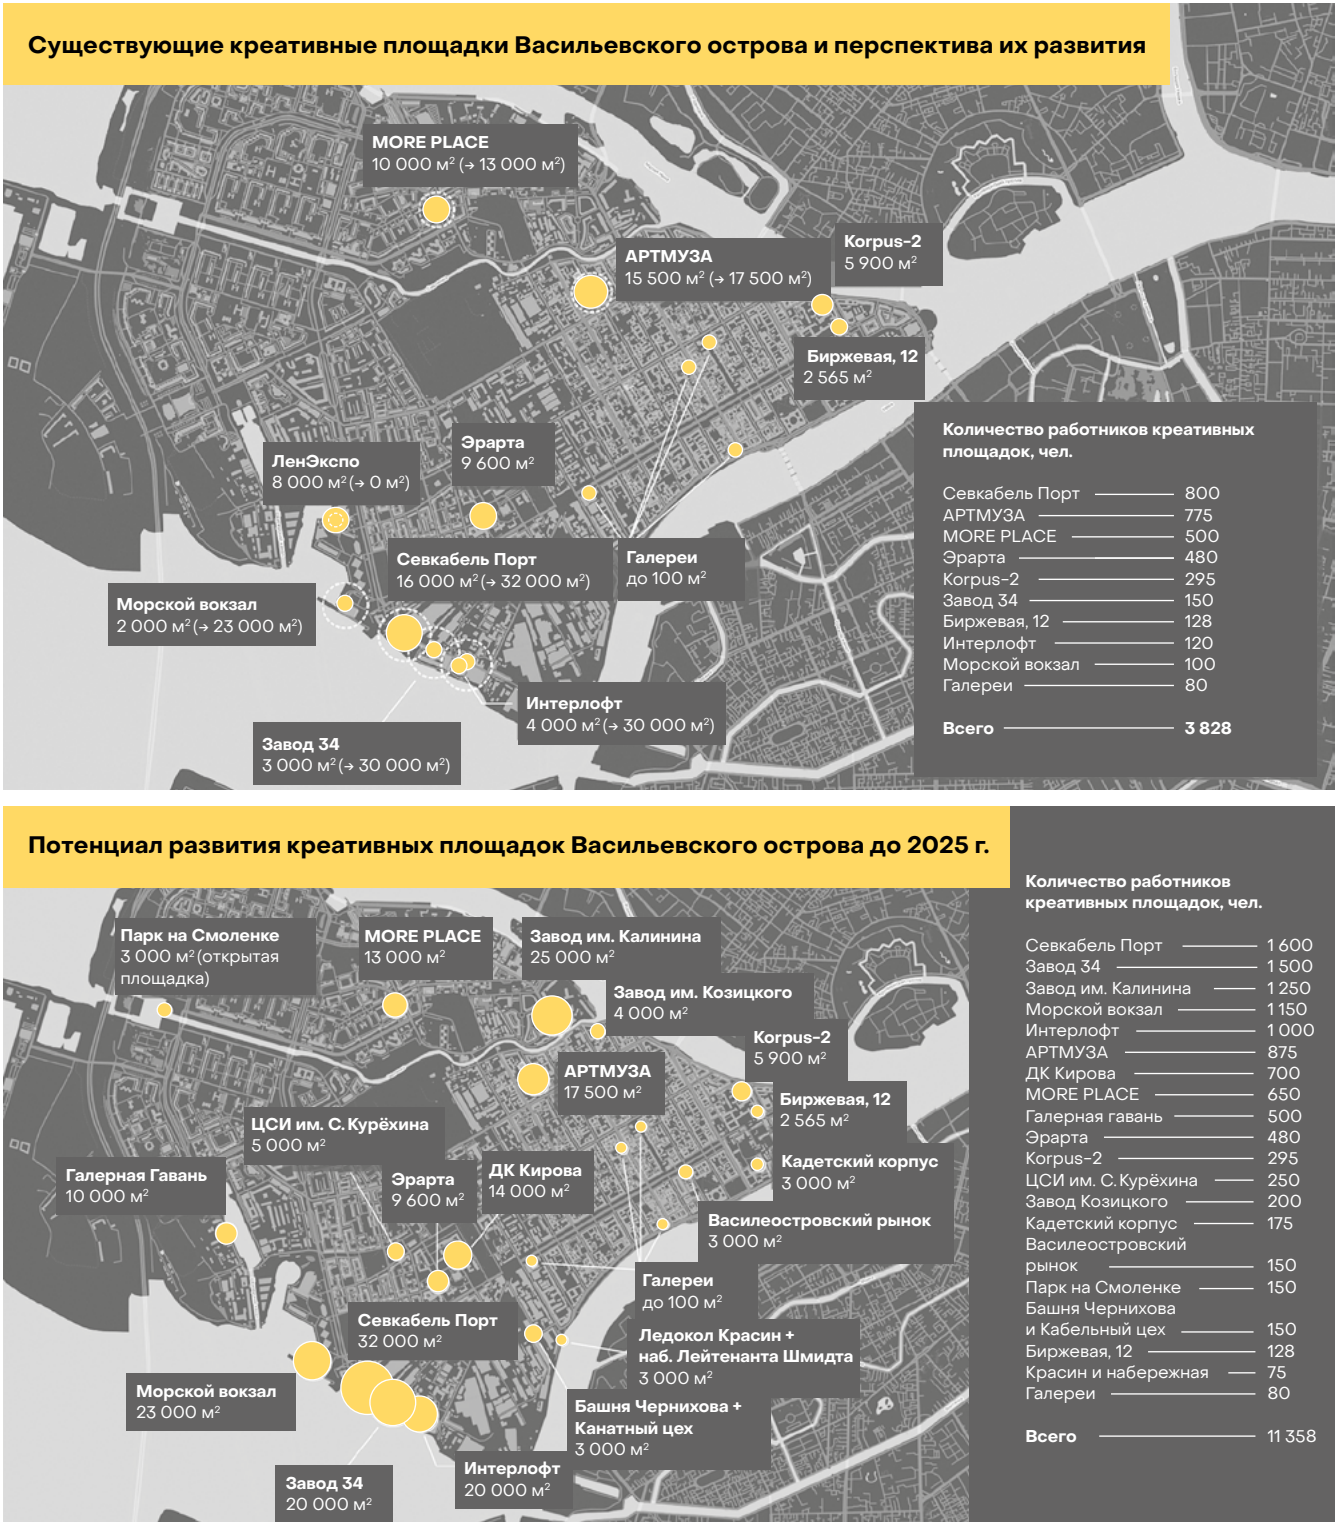 Существующие креативные площадки Васильевского острова и перспектива их развития
MORE PLACE
10 000 м² (→ 13 000 м²)
АРТМУЗА
15 500 м² (→ 17 500 м²)
Korpus-2
5 900 м²
Биржевая, 12
2 565 м²
Эрарта
9 600 м²
ЛенЭкспо
8 000 м² (→ 0 м²)
Севкабель Порт
16 000 м² (→ 32 000 м²)
Галереи
до 100 м²
Морской вокзал
2 000 м² (→ 23 000 м²)
Интерлофт
4 000 м² (→ 30 000 м²)
Завод 34
3 000 м² (→ 30 000 м²)
Количество работников креативных
площадок, чел.
Севкабель Порт 800
АРТМУЗА 775
MORE PLACE 500
Эрарта 480
Korpus-2 295
Завод 34 150
Биржевая, 12 128
Интерлофт 120
Морской вокзал 100
Галереи 80
Всего 3 828
Потенциал развития креативных площадок Васильевского острова до 2025 г.
Парк на Смоленке
3 000 м² (открытая
площадка)
MORE PLACE
13 000 м²
Завод им. Калинина
25 000 м²
Завод им. Козицкого
4 000 м²
Korpus-2
5 900 м²
АРТМУЗА
17 500 м²
Биржевая, 12
2 565 м²
ЦСИ им. С. Курёхина
5 000 м²
Кадетский корпус
3 000 м²
Галерная Гавань
10 000 м²
Эрарта
9 600 м²
ДК Кирова
14 000 м²
Василеостровский рынок
3 000 м²
Галереи
до 100 м²
Севкабель Порт
32 000 м²
Ледокол Красин +
наб. Лейтенанта Шмидта
3 000 м²
Морской вокзал
23 000 м²
Башня Чернихова +
Канатный цех
3 000 м²
Интерлофт
20 000 м²
Завод 34
20 000 м²
Количество работников
креативных площадок, чел.
Севкабель Порт 1 600
Завод 34 1 500
Завод им. Калинина 1 250
Морской вокзал 1 150
Интерлофт 1 000
АРТМУЗА 875
ДК Кирова 700
MORE PLACE 650
Галерная гавань 500
Эрарта 480
Korpus-2 295
ЦСИ им. С. Курёхина 250
Завод Козицкого 200
Кадетский корпус 175
Василеостровский
рынок 150
Парк на Смоленке 150
Башня Чернихова
и Кабельный цех 150
Биржевая, 12 128
Красин и набережная 75
Галереи 80
Всего 11 358